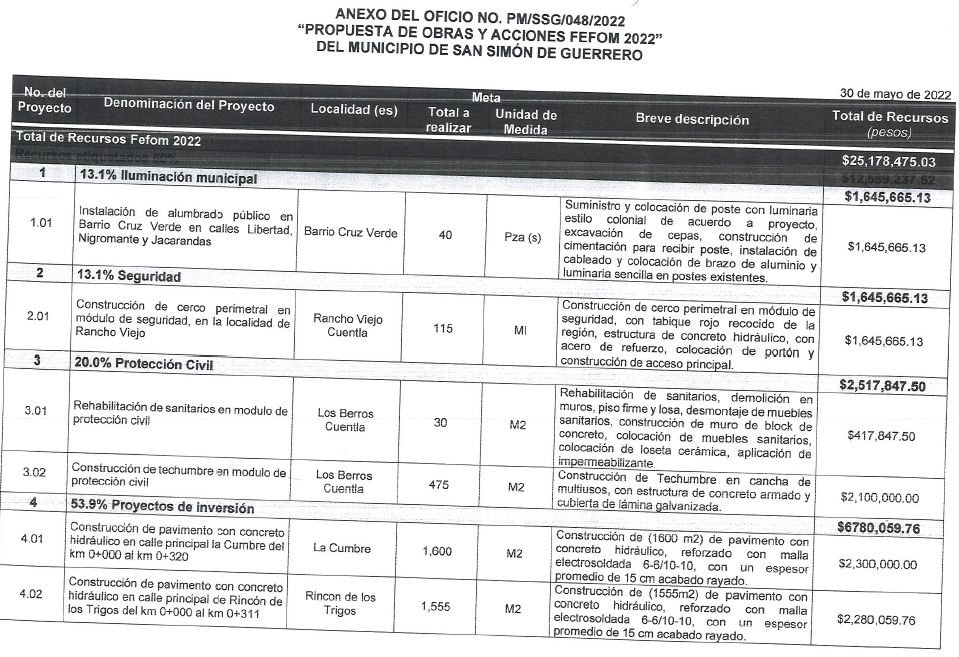 ANEXO DEL OFICIO NO. PM/SSG/048/2022
“PROPUESTA DE OBRAS Y ACCIONES FEFOM 2022”
DEL MUNICIPIO DE SAN SIMÓN DE GUERRERO
30 de mayo de 2022
No. del Proyecto
Denominación del Proyecto
Localidad (es)
Meta
Total a realizar
Unidad de Medida
Breve descripción
Total de Recursos
(pesos)
Total de Recursos Fefom 2022
$25,178,475.03
Recursos etiquetados 50%
$12,589,237.52
1
13.1% Iluminación municipal
$1,645,665.13
1.01
Instalación de alumbrado público en
Barrio Cruz Verde en calles Libertad,
Nigromante y Jacarandas
Barrio Cruz Verde
40
Pza (s)
Suministro y colocación de poste con luminaria
estilo colonial de acuerdo a proyecto,
excavación de cepas, construcción de
cimentación para recibir poste, instalación de
cableado y colocación de brazo de aluminio y
luminaria sencilla en postes existentes.
$1,645,665.13
2
13.1% Seguridad
$1,645,665.13
2.01
Construcción de cerco perimetral en
módulo de seguridad, en la localidad de
Rancho Viejo
Rancho Viejo
Cuentla
115
Ml
Construcción de cerco perimetral en módulo de
seguridad, con tabique rojo recocido de la
región, estructura de concreto hidráulico, con
acero de refuerzo, colocación de portón y
construcción de acceso principal.
$1,645,665.13
3
20.0% Protección Civil
$2,517,847.50
3.01
Rehabilitación de sanitarios en modulo de
protección civil
Los Berros
Cuentla
30
M2
Rehabilitación de sanitarios, demolición en
muros, piso firme y losa, desmontaje de muebles
sanitarios, construcción de muro de block de
concreto, colocación de muebles sanitarios,
colocación de loseta cerámica, aplicación de
impermeabilizante.
$417,847.50
3.02
Construcción de techumbre en modulo de
protección civil
Los Berros
Cuentla
475
M2
Construcción de Techumbre en cancha de
multiusos, con estructura de concreto armado y
cubierta de lámina galvanizada.
$2,100,000.00
4
53.9% Proyectos de inversión
$6780,059.76
4.01
Construcción de pavimento con concreto
hidráulico en calle principal la Cumbre del
km 0+000 al km 0+320
La Cumbre
1,600
M2
Construcción de (1600 m2) de pavimento con
concreto hidráulico, reforzado con malla
electrosoldada 6-6/10-10, con un espesor
promedio de 15 cm acabado rayado.
$2,300,000.00
4.02
Construcción de pavimento con concreto
hidráulico en calle principal de Rincón de
los Trigos del km 0+000 al km 0+311
Rincon de los
Trigos
1,555
M2
Construcción de (1555m2) de pavimento con
concreto hidráulico, reforzado con malla
electrosoldada 6-6/10-10, con un espesor
promedio de 15 cm acabado rayado.
$2,280,059.76